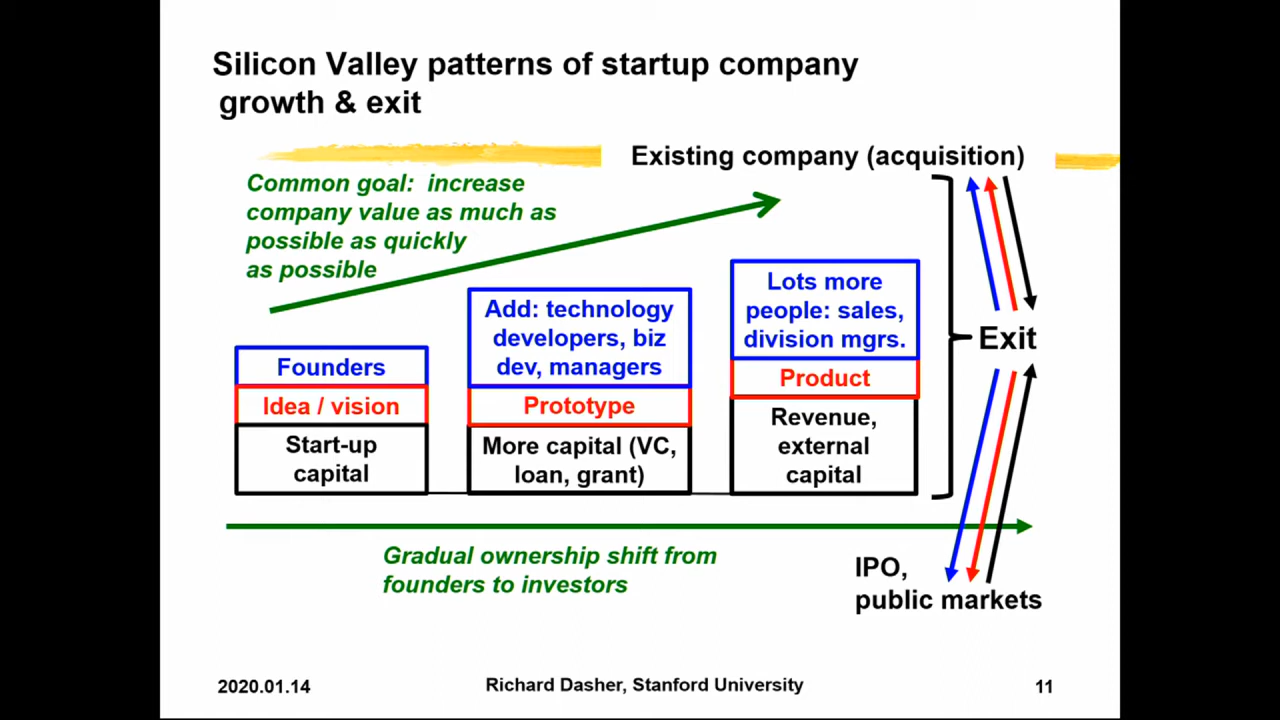 Silicon Valley patterns of startup company
growth & exit
Existing company (acquisition)
Common goal: increase
company value as much as
possible as quickly
as possible
Founders
Idea / vision
Start-up
capital
Add: technology
developers, biz
dev, managers
Prototype
More capital (VC,
loan, grant)
Lots more
people: sales,
division mgrs.
Product
Revenue,
external
capital
Exit
Gradual ownership shift from
founders to investors
IPO,
public markets
2020.01.14
Richard Dasher, Stanford University
11